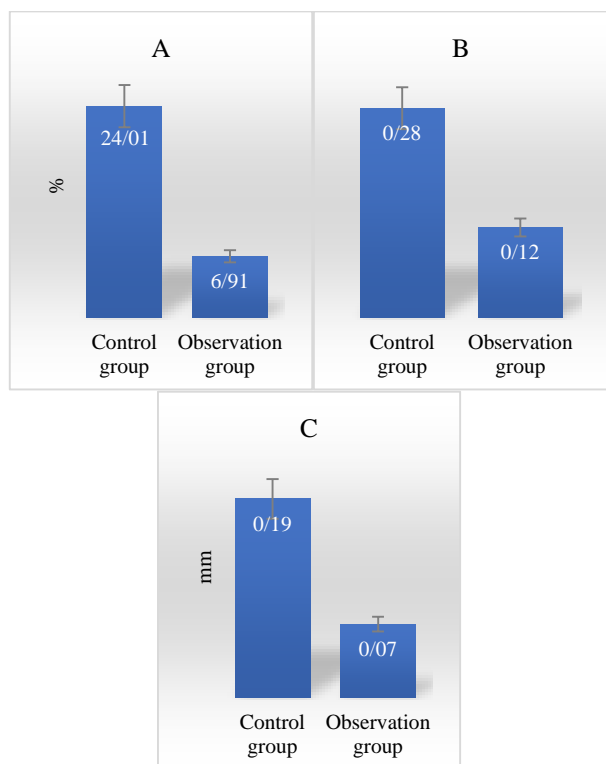 A
24/01
6/91
%
Control
group
Observation
group
B
0/28
0/12
Control
group
Observation
group
C
0/19
0/07
mm
Control
group
Observation
group